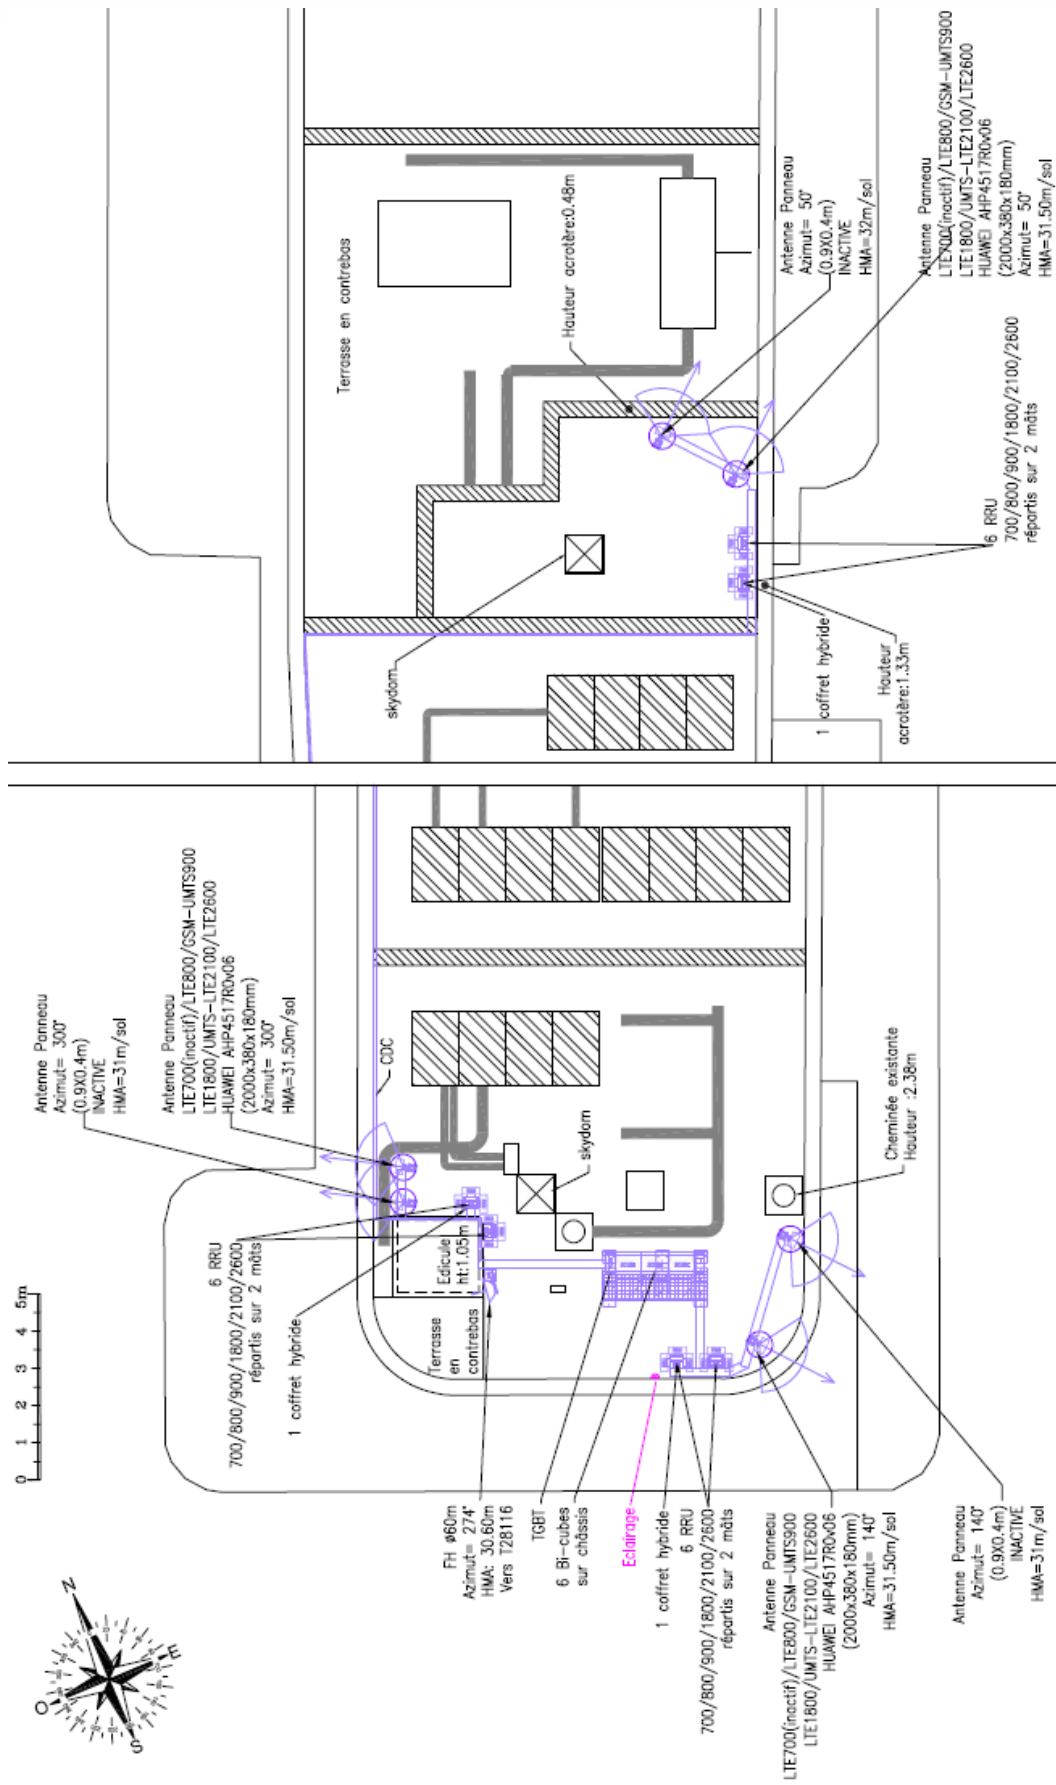 Terrasse en contrebas
Hauteur acrotère:0.48m
Antenne Panneau
Azimut= 50°
(0.9X0.4m)
INACTIVE
HMA=32m/sol
Antenne Panneau
LTE700(inactif)/LTE800/GSM-UMTS900
LTE1800/UMTS-LTE2100/LTE2600
HUAWEI AHP4517R0v06
(2000x380x180mm)
Azimut= 50°
HMA=31.50m/sol
6 RRU
700/800/900/1800/2100/2600
répartis sur 2 mâts
skydom
1 coffret hybride
Hauteur
acrotère:1.33m
Antenne Panneau
Azimut= 300°
(0.9X0.4m)
INACTIVE
HMA=31m/sol
Antenne Panneau
LTE700(inactif)/LTE800/GSM-UMTS900
LTE1800/UMTS-LTE2100/LTE2600
HUAWEI AHP4517R0v06
(2000x380x180mm)
Azimut= 300°
HMA=31.50m/sol
CDC
skydom
Cheminée existante
Hauteur :2.38m
6 RRU
700/800/900/1800/2100/2600
répartis sur 2 mâts
1 coffret hybride
Edicule
ht:1.05m
Terrasse
en
contrebas
0 1 2 3 4 5m
FH ø60m
Azimut= 274°
HMA: 30.60m
Vers T28116
TGBT
6 Bi-cubes
sur châssis
Eclairage
1 coffret hybride
6 RRU
700/800/900/1800/2100/2600
répartis sur 2 mâts
Antenne Panneau
LTE700(inactif)/LTE800/GSM-UMTS900
LTE1800/UMTS-LTE2100/LTE2600
HUAWEI AHP4517R0v06
(2000x380x180mm)
Azimut= 140°
HMA=31.50m/sol
Antenne Panneau
Azimut= 140°
(0.9X0.4m)
INACTIVE
HMA=31m/sol
N
E
S
O